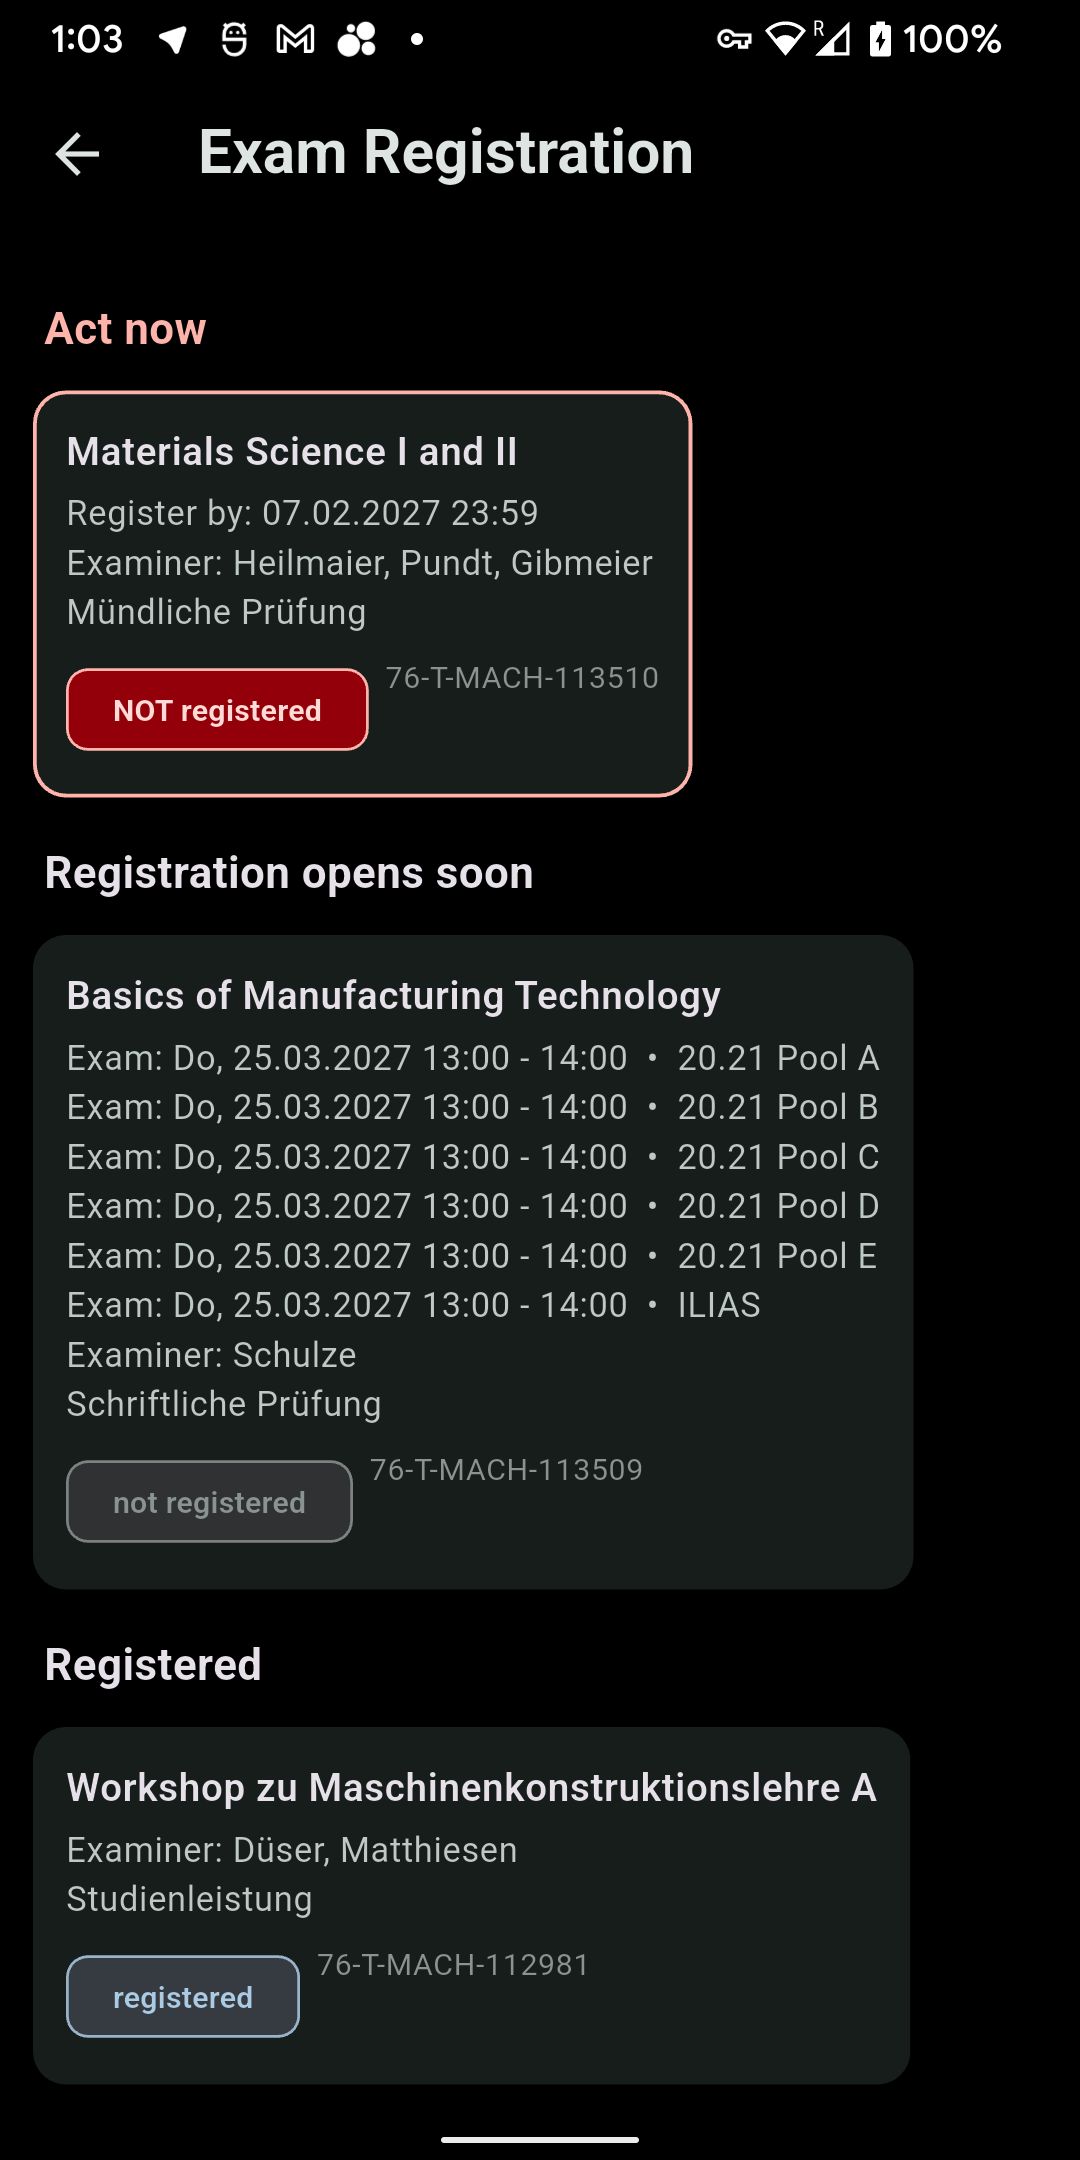 1:03
R
100%
Exam Registration
Act now
Materials Science I and II
Register by: 07.02.2027 23:59
Examiner: Heilmaier, Pundt, Gibmeier
Mündliche Prüfung
76-T-MACH-113510
NOT registered
Registration opens soon
Basics of Manufacturing Technology
Exam: Do, 25.03.2027 13:00 - 14:00 • 20.21 Pool A
Exam: Do, 25.03.2027 13:00 - 14:00 • 20.21 Pool B
Exam: Do, 25.03.2027 13:00 - 14:00 • 20.21 Pool C
Exam: Do, 25.03.2027 13:00 - 14:00 • 20.21 Pool D
Exam: Do, 25.03.2027 13:00 - 14:00 • 20.21 Pool E
Exam: Do, 25.03.2027 13:00 - 14:00 • ILIAS
Examiner: Schulze
Schriftliche Prüfung
76-T-MACH-113509
not registered
Registered
Workshop zu Maschinenkonstruktionslehre A
Examiner: Düser, Matthiesen
Studienleistung
76-T-MACH-112981
registered